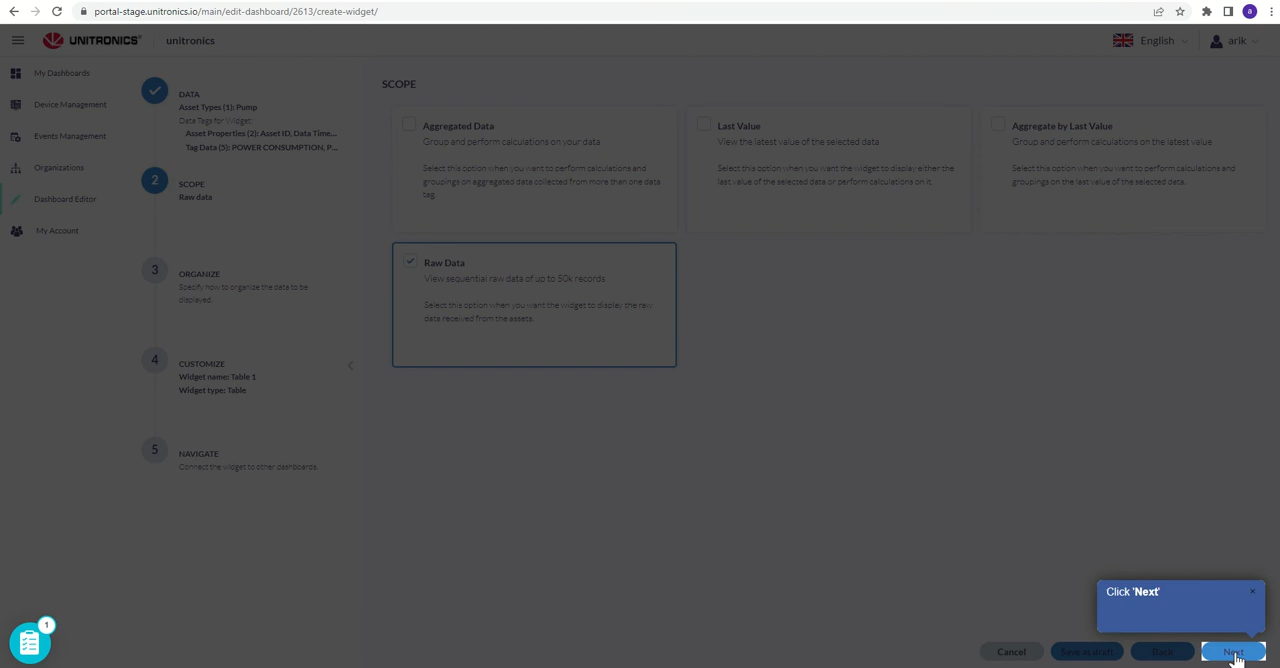 portal-stage.unitronics.io/main/edit-dashboard/2613/create-widget/
a
UNITRONICS®
unitronics
English
arik
My Dashboards
Device Management
Events Management
Organizations
Dashboard Editor
My Account
DATA
Asset Types (1): Pump
Data Tags for Widget:
Asset Properties (2): Asset ID, Data Time...
Tag Data (5): POWER CONSUMPTION, P...
2
SCOPE
Raw data
3
ORGANIZE
Specify how to organize the data to be
displayed.
4
CUSTOMIZE
Widget name: Table 1
Widget type: Table
5
NAVIGATE
Connect the widget to other dashboards.
SCOPE
Aggregated Data
Group and perform calculations on your data
Select this option when you want to perform calculations and
groupings on aggregated data collected from more than one data
tag.
Last Value
View the latest value of the selected data
Select this option when you want the widget to display either the
last value of the selected data or perform calculations on it.
Aggregate by Last Value
Group and perform calculations on the latest value
Select this option when you want to perform calculations and
groupings on the last value of the selected data.
Raw Data
View sequential raw data of up to 50k records
Select this option when you want the widget to display the raw
data received from the assets.
Click 'Next'
×
1
Cancel
Save as draft
Back
Next